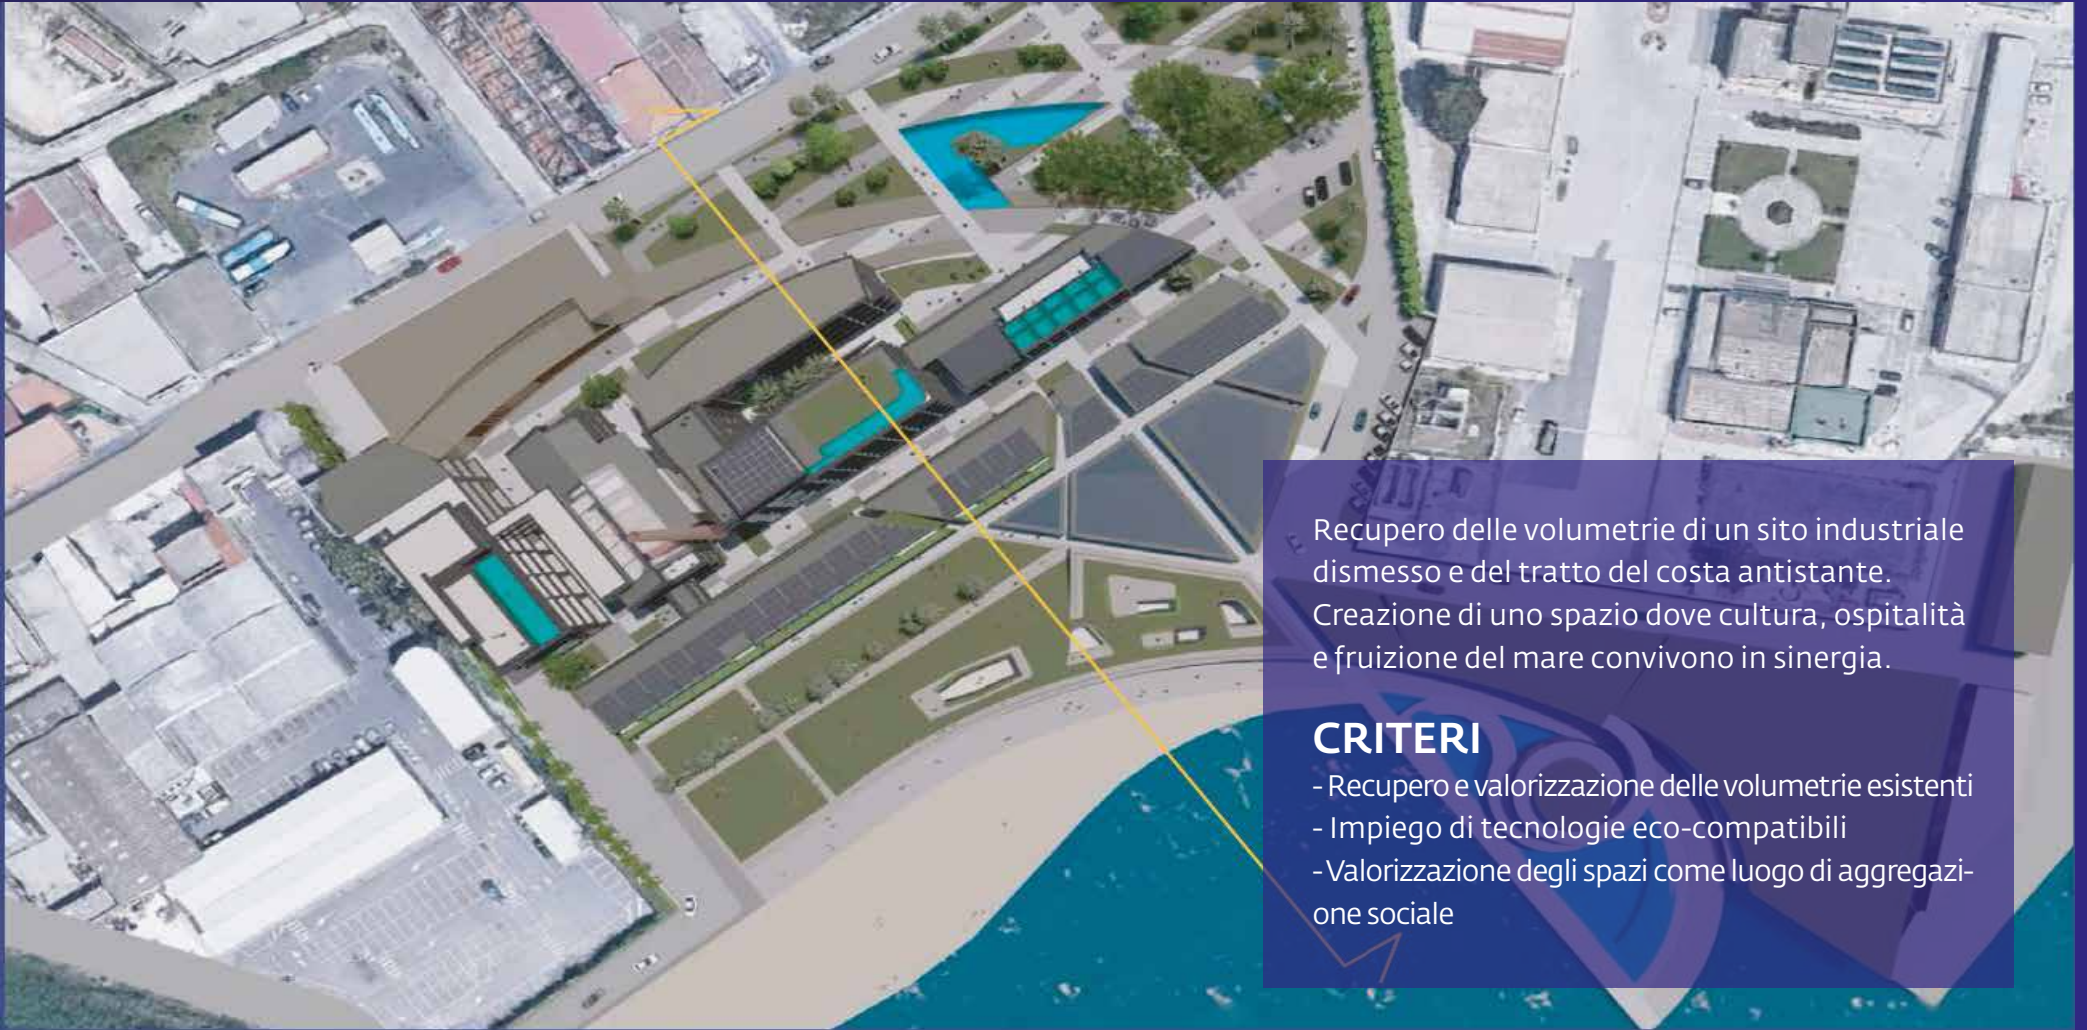 Recupero delle volumetrie di un sito industriale
dismesso e del tratto del costa antistante.
Creazione di uno spazio dove cultura, ospitalità
e fruizione del mare convivono in sinergia.
CRITERI
- Recupero e valorizzazione delle volumetrie esistenti
- Impiego di tecnologie eco-compatibili
- Valorizzazione degli spazi come luogo di aggregazi-
one sociale